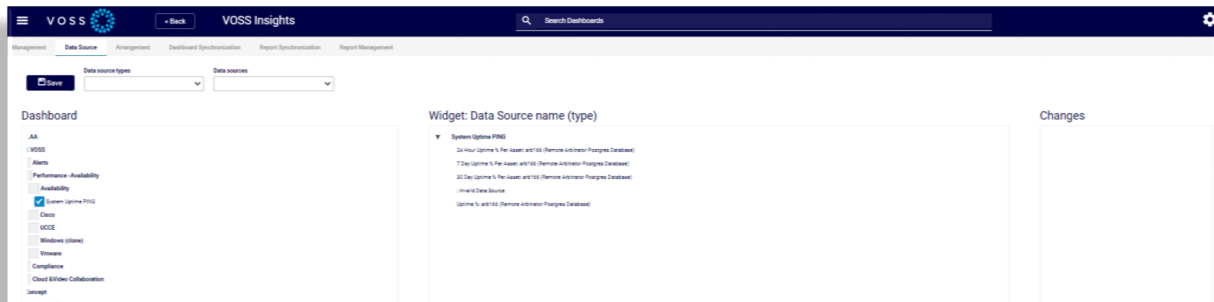 VOSS
< Back
VOSS Insights
Search Dashboards
Management Data Source Arrangement Dashboard Synchronization Report Synchronization Report Management
Save
Data source types
Data sources
Dashboard
.AA
.VOSS
Alerts
Performance -Availability
Availability
System Uptime PING
Cisco
UCCE
Windows (clone)
Vmware
Compliance
Cloud &Video Collaboration
Concept
Widget: Data Source name (type)
System Uptime PING
24 Hour Uptime % Per Asset: arb166 (Remote Arbitrator Postgres Database)
7 Day Uptime % Per Asset: arb166 (Remote Arbitrator Postgres Database)
30 Day Uptime % Per Asset: arb166 (Remote Arbitrator Postgres Database)
: Invalid Data Source
Uptime %: arb166 (Remote Arbitrator Postgres Database)
Changes